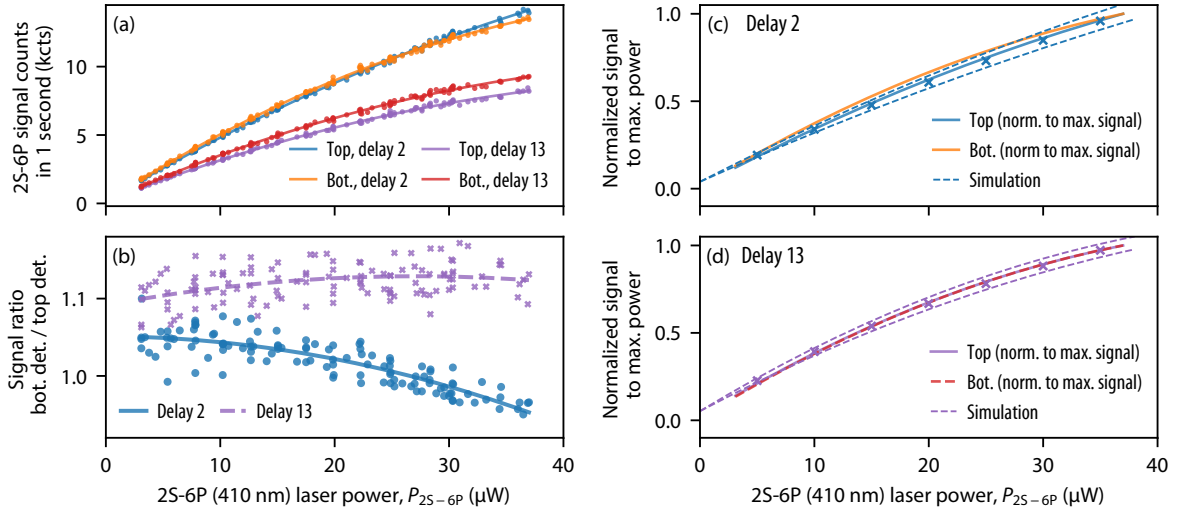 2S-6P signal counts
in 1 second (kcts)
(a)
10
5
0
Top, delay 2
Top, delay 13
Bot., delay 2
Bot., delay 13
Signal ratio
bot. det. / top det.
(b)
1.1
1.0
Delay 2
Delay 13
0
10
20
30
40
2S-6P (410 nm) laser power, P2S−6P (μW)
Normalized signal
to max. power
(c)
Delay 2
1.0
0.5
0.0
Top (norm. to max. signal)
Bot. (norm to max. signal)
Simulation
Normalized signal
to max. power
(d)
Delay 13
1.0
0.5
0.0
Top (norm. to max. signal)
Bot. (norm. to max. signal)
Simulation
0
10
20
30
40
2S-6P (410 nm) laser power, P2S−6P (μW)